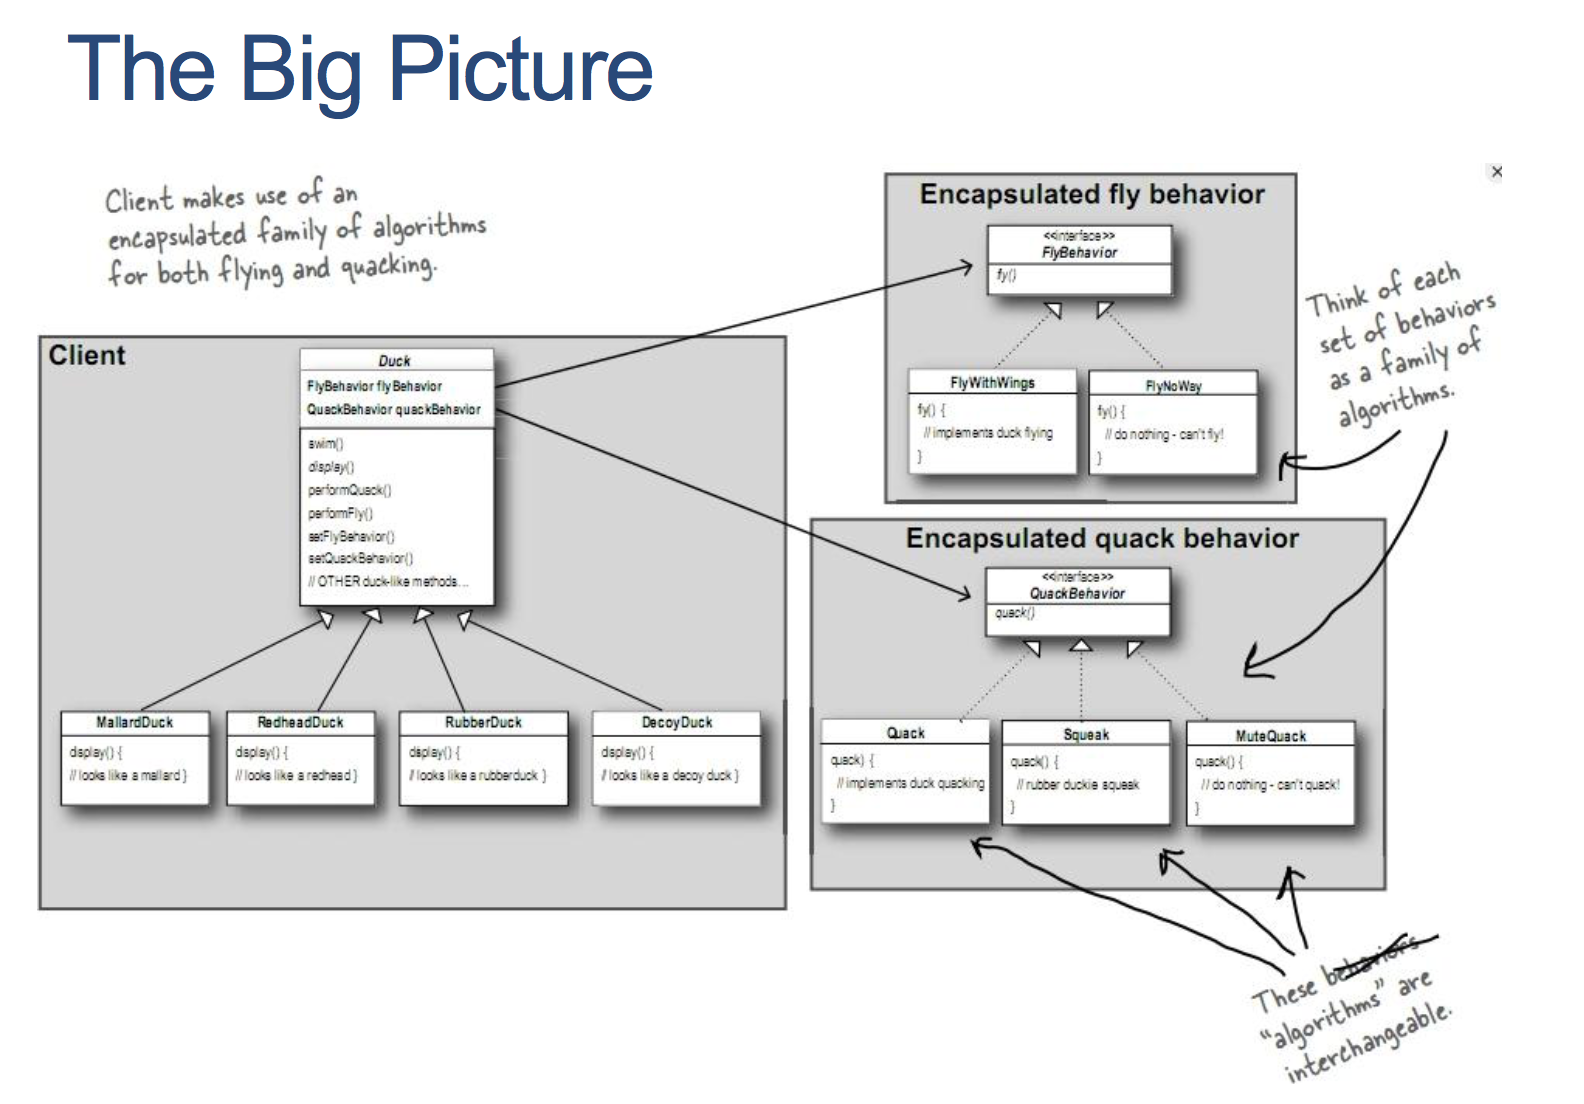 The Big Picture
Client makes use of an
encapsulated family of algorithms
for both flying and quacking.
Client
Duck
FlyBehavior flyBehavior
QuackBehavior quackBehavior
swim()
display()
performQuack()
performFly()
setFlyBehavior()
setQuackBehavior()
// OTHER duck-like methods...
MallardDuck
display() {
// looks like a mallard }
RedheadDuck
display() {
// looks like a redhead }
RubberDuck
display() {
/ looks like a rubberduck }
DecoyDuck
display() {
/ looks like a decoy duck }
Encapsulated fly behavior
<<interface>>
FlyBehavior
fly()
FlyWithWings
fly() {
// implements duck flying
}
FlyNoWay
fly() {
// do nothing - can't fly!
}
Think of each
set of behaviors
as a family of
algorithms.
Encapsulated quack behavior
<<interface>>
QuackBehavior
quack()
Quack
quack) {
// implements duck quacking
}
Squeak
quack() {
// rubber duckie squeak
}
MuteQuack
quack() {
// do nothing - can't quack!
}
These behaviors
"algorithms" are
interchangeable.